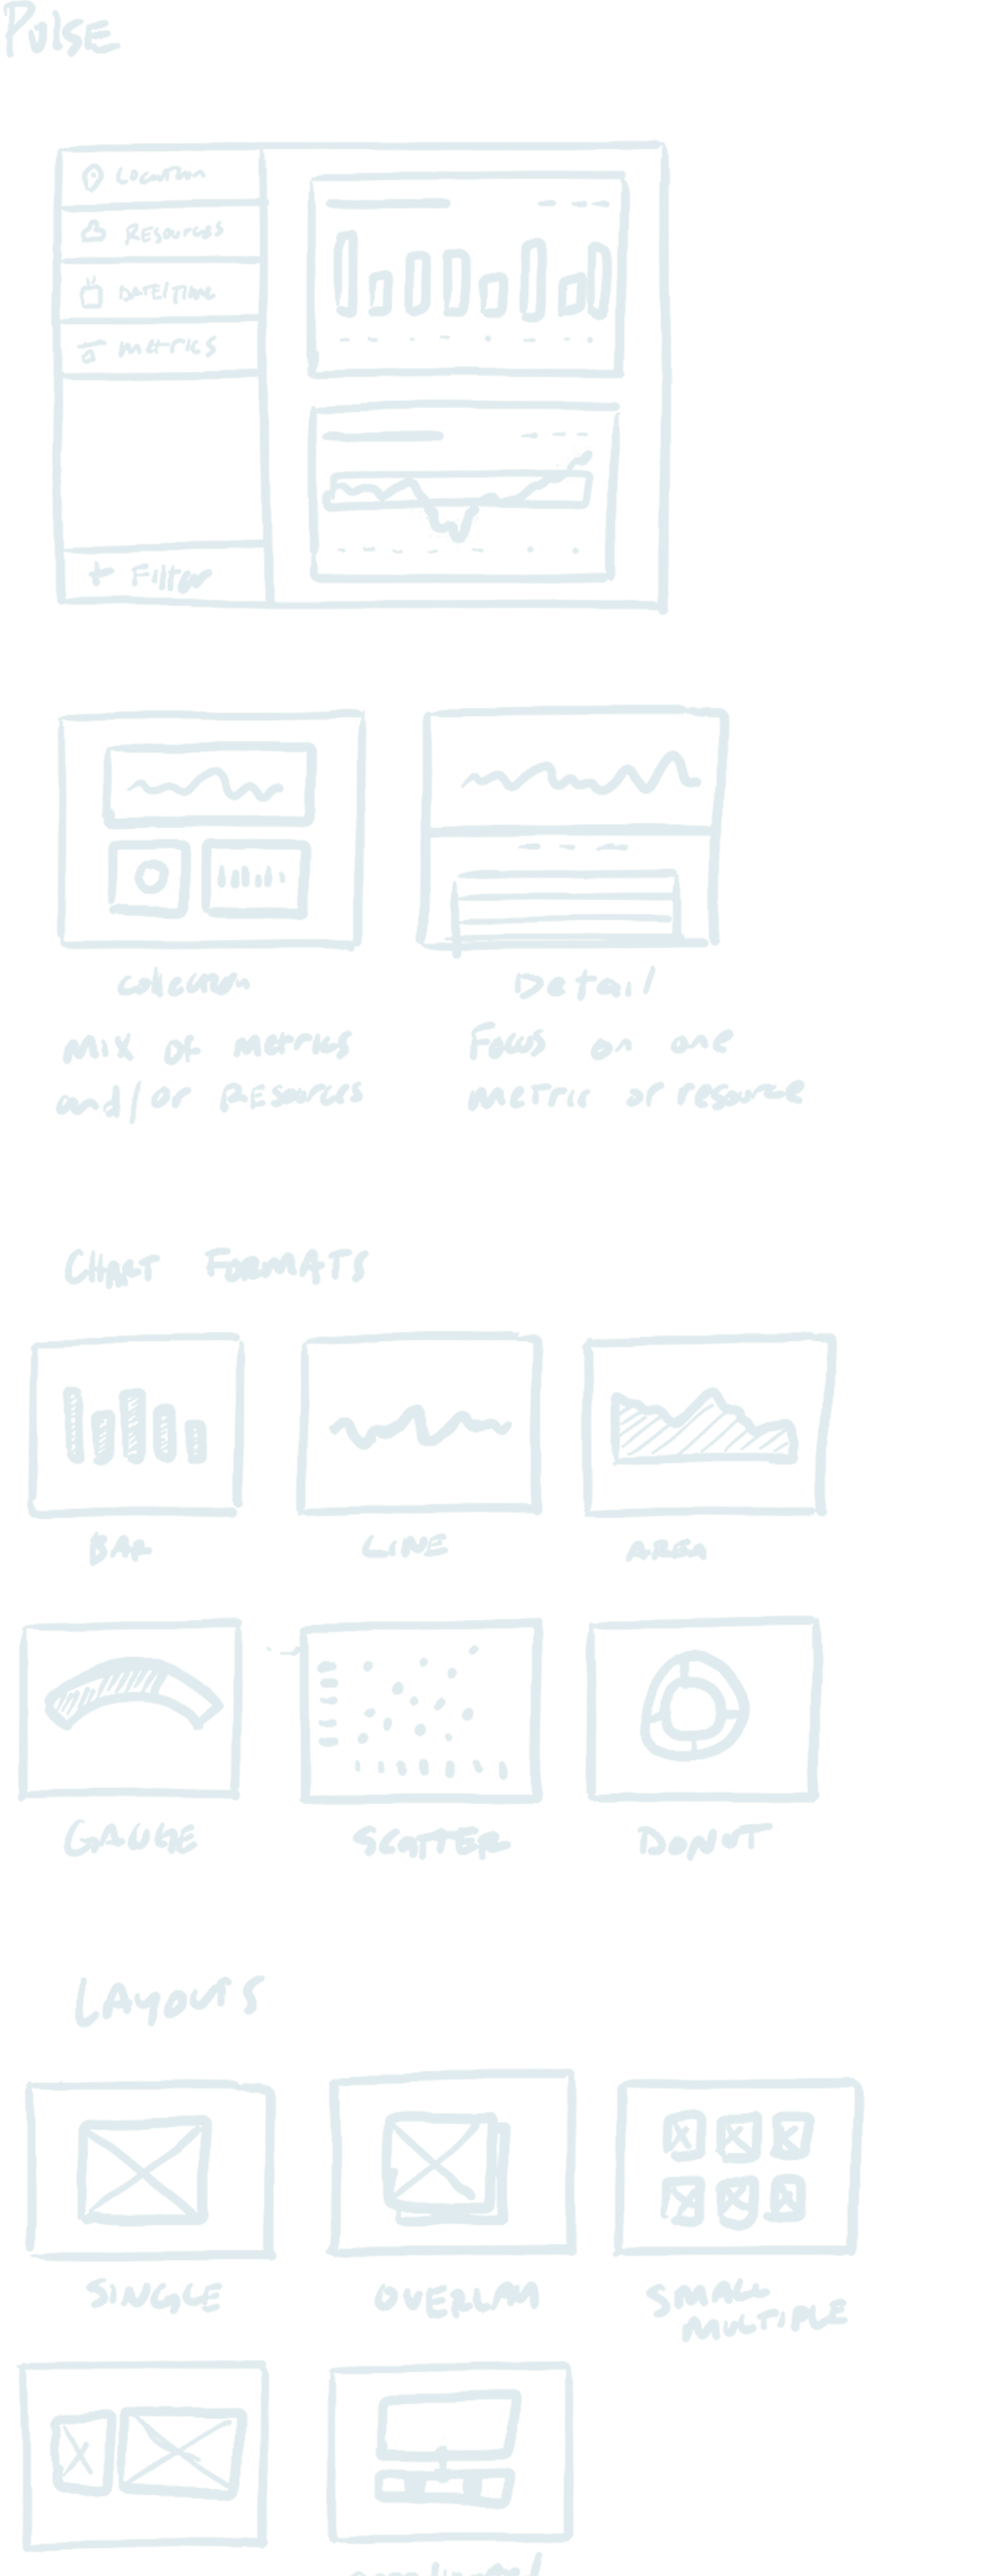 Pulse
Location
Resources
Date/Time
Metrics
+ Filter
Collection
Detail
Mix of metrics
and/or Resources
Focus on one
metric or resource
CHART FORMATS
BAR
LINE
AREA
GAUGE
SCATTER
DONUT
LAYOUTS
SINGLE
OVERLAY
SMALL
MULTIPLE